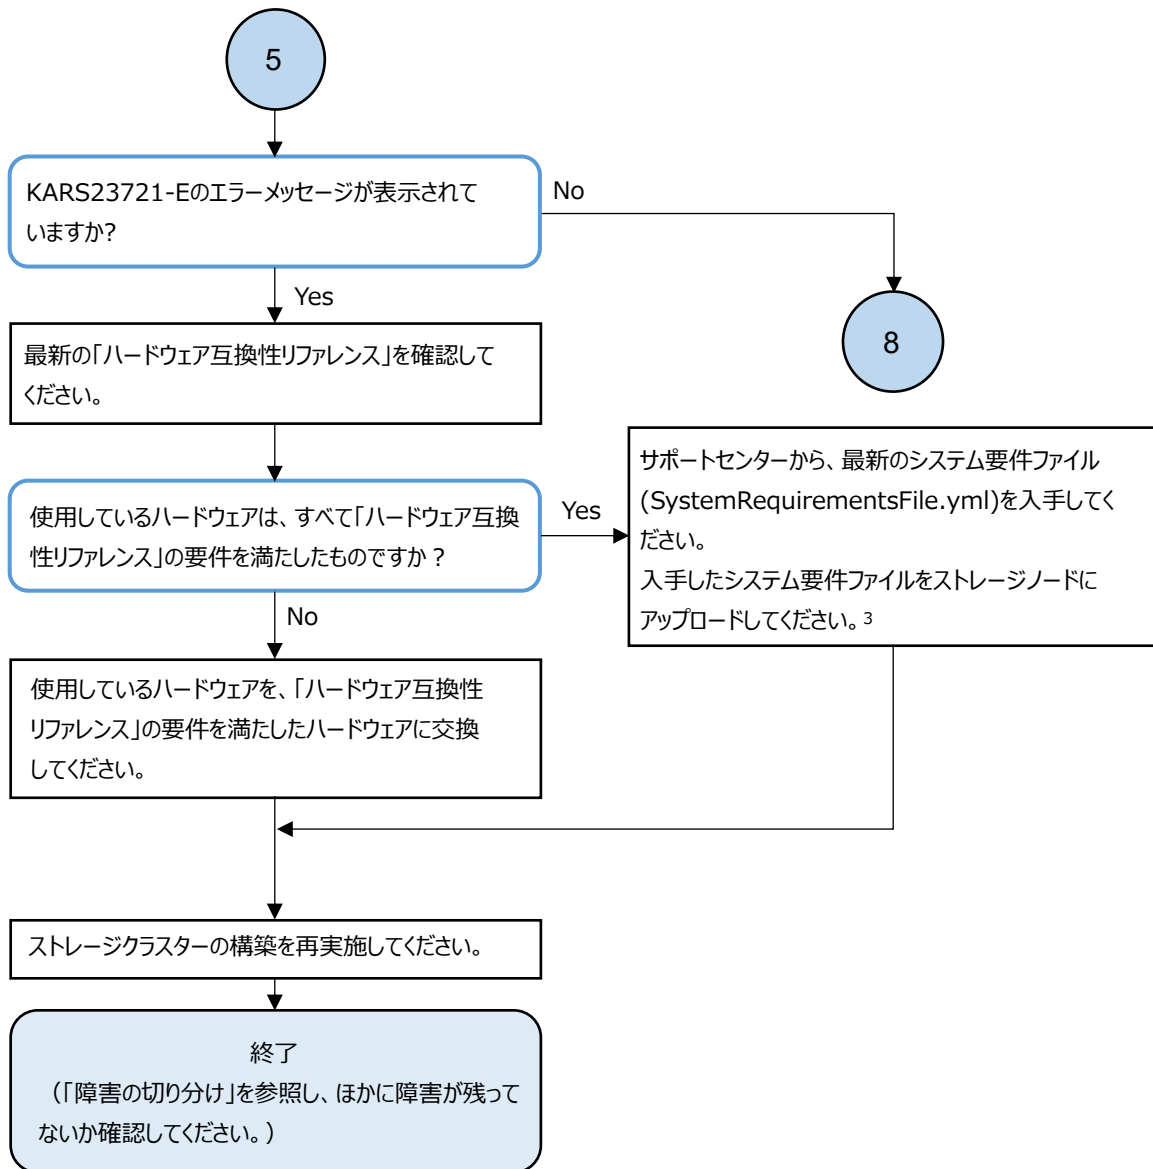 5
KARS23721-Eのエラーメッセージが表示されて
いますか?
No
Yes
8
最新の「ハードウェア互換性リファレンス」を確認して
ください。
使用しているハードウェアは、すべて「ハードウェア互換
性リファレンス」の要件を満たしたものですか？
Yes
サポートセンターから、最新のシステム要件ファイル
(SystemRequirementsFile.yml)を入手してく
ださい。
入手したシステム要件ファイルをストレージノードに
アップロードしてください。3
No
使用しているハードウェアを、「ハードウェア互換性
リファレンス」の要件を満たしたハードウェアに交換
してください。
ストレージクラスターの構築を再実施してください。
終了
（「障害の切り分け」を参照し、ほかに障害が残って
ないか確認してください。）